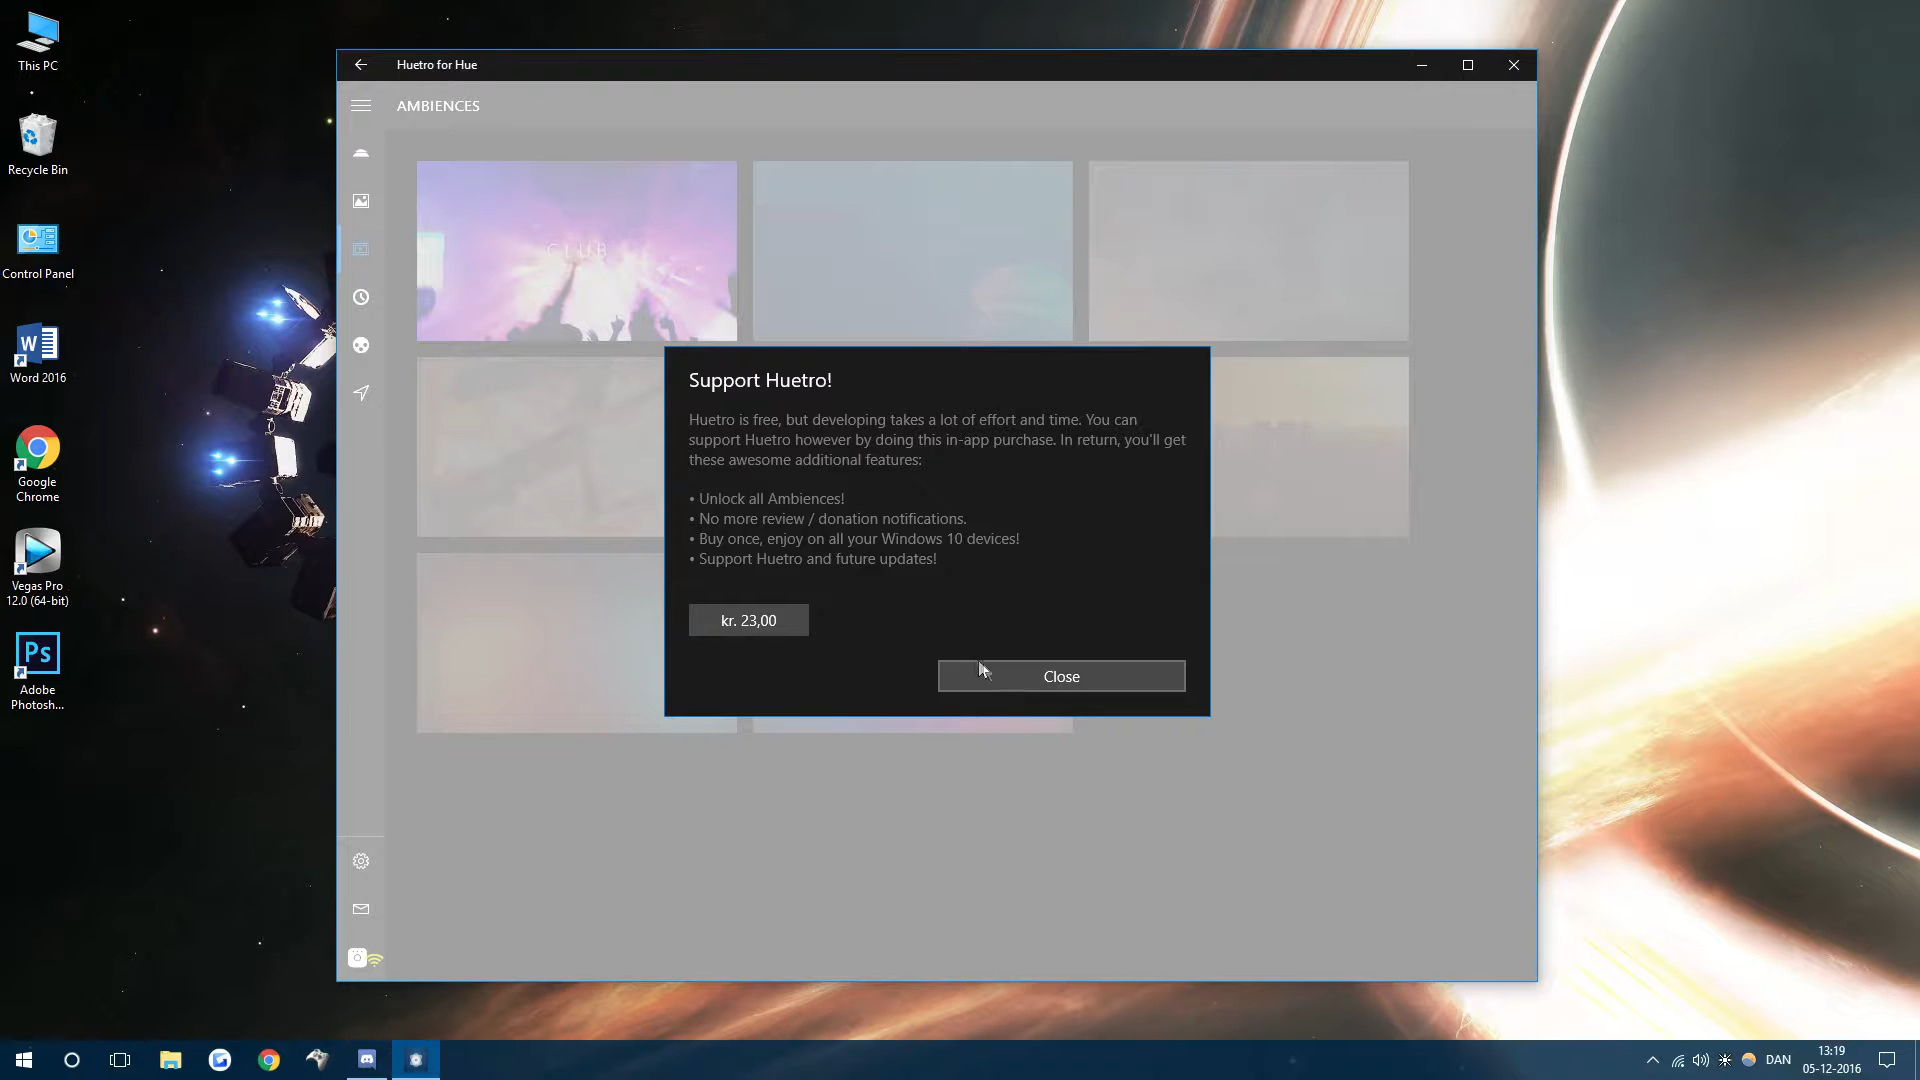 This PC
Recycle Bin
Control Panel
Word 2016
Google
Chrome
Vegas Pro
12.0 (64-bit)
Adobe
Photosh...
Huetro for Hue
AMBIENCES
CLUB
Support Huetro!
Huetro is free, but developing takes a lot of effort and time. You can
support Huetro however by doing this in-app purchase. In return, you'll get
these awesome additional features:
• Unlock all Ambiences!
• No more review / donation notifications.
• Buy once, enjoy on all your Windows 10 devices!
• Support Huetro and future updates!
kr. 23,00
Close
DAN
13:19
05-12-2016